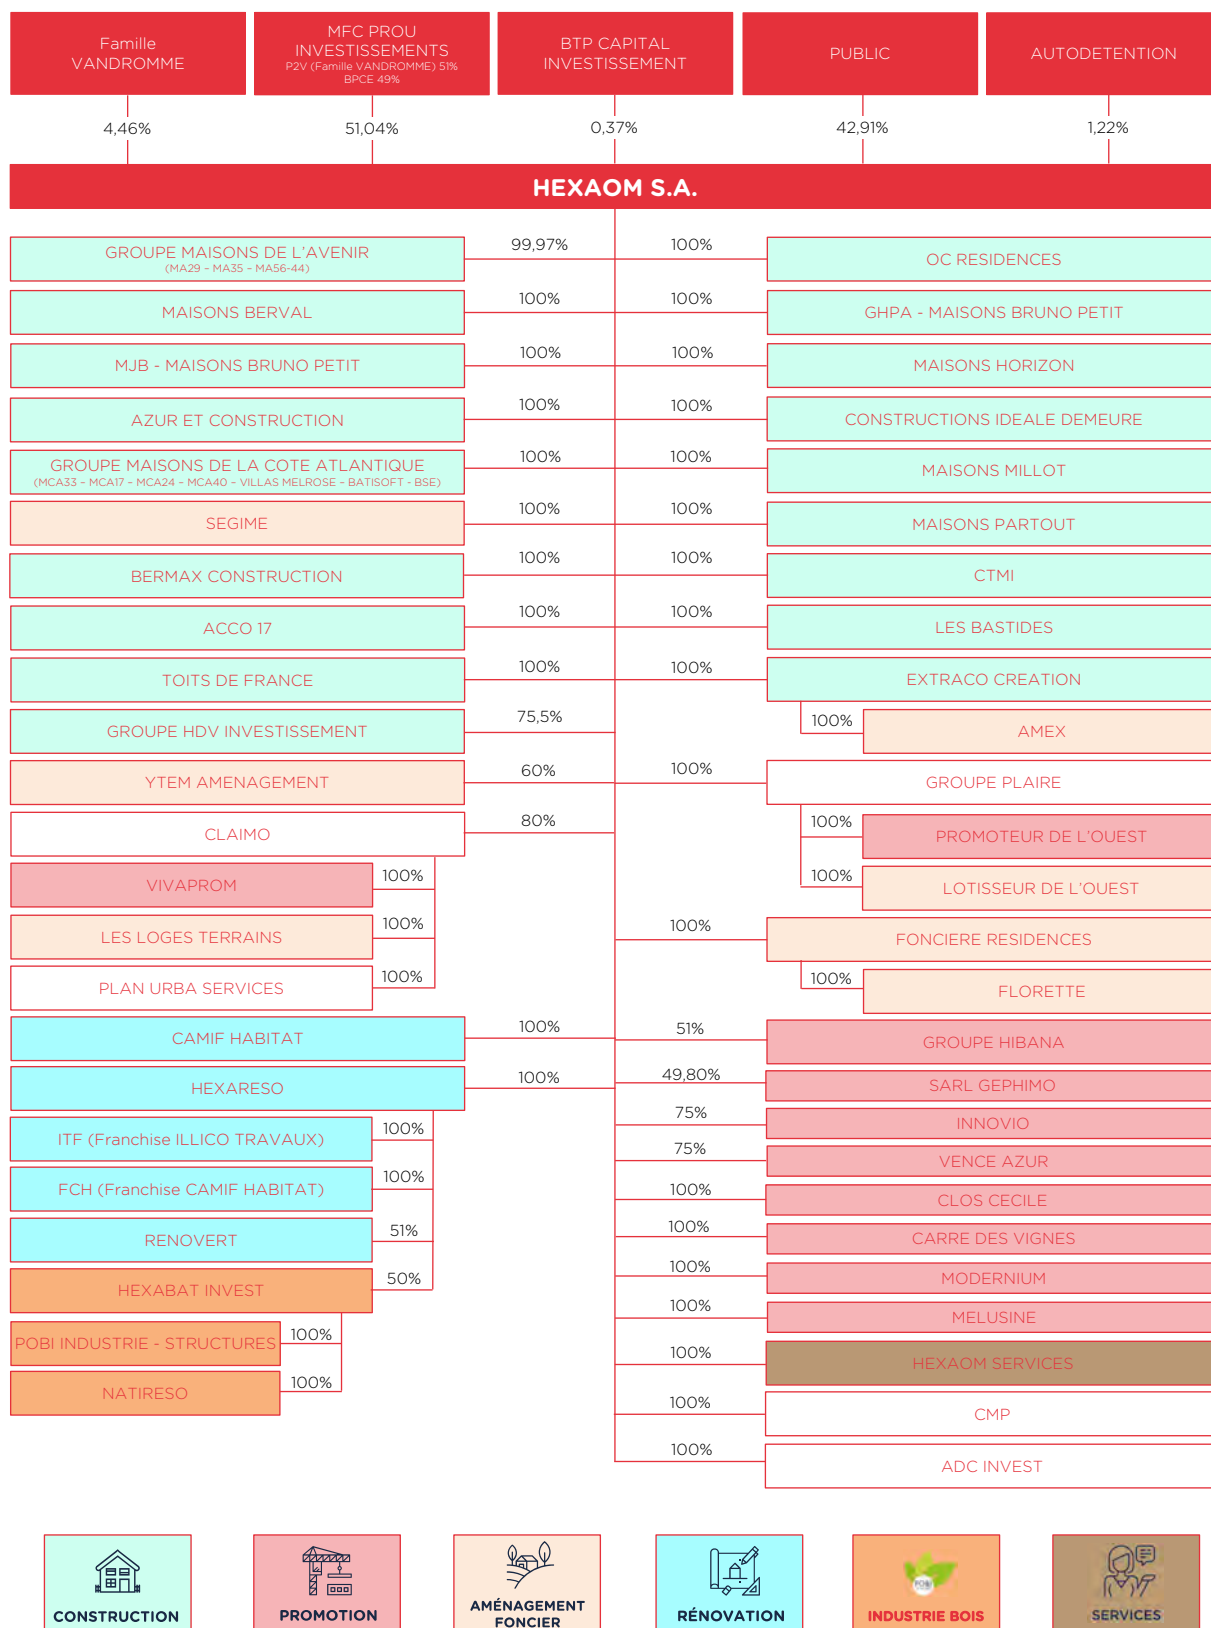 Famille
VANDROMME
MFC PROU
INVESTISSEMENTS
P2V (Famille VANDROMME) 51%
BPCE 49%
BTP CAPITAL
INVESTISSEMENT
PUBLIC
AUTODETENTION
4,46%
51,04%
0,37%
42,91%
1,22%
HEXAOM S.A.
GROUPE MAISONS DE L'AVENIR
(MA29 – MA35 – MA56-44)
99,97%
100%
OC RESIDENCES
MAISONS BERVAL
100%
100%
GHPA - MAISONS BRUNO PETIT
MJB - MAISONS BRUNO PETIT
100%
100%
MAISONS HORIZON
AZUR ET CONSTRUCTION
100%
100%
CONSTRUCTIONS IDEALE DEMEURE
GROUPE MAISONS DE LA COTE ATLANTIQUE
(MCA33 – MCA17 – MCA24 – MCA40 – VILLAS MELROSE – BATISOFT - BSE)
100%
100%
MAISONS MILLOT
SEGIME
100%
100%
MAISONS PARTOUT
BERMAX CONSTRUCTION
100%
100%
CTMI
ACCO 17
100%
100%
LES BASTIDES
TOITS DE FRANCE
100%
100%
EXTRACO CREATION
GROUPE HDV INVESTISSEMENT
75,5%
100%
AMEX
YTEM AMENAGEMENT
60%
100%
GROUPE PLAIRE
CLAIMO
80%
100%
PROMOTEUR DE L'OUEST
VIVAPROM
100%
100%
LOTISSEUR DE L'OUEST
LES LOGES TERRAINS
100%
100%
FONCIERE RESIDENCES
PLAN URBA SERVICES
100%
100%
FLORETTE
CAMIF HABITAT
100%
51%
GROUPE HIBANA
HEXARESO
100%
49,80%
SARL GEPHIMO
75%
INNOVIO
ITF (Franchise ILLICO TRAVAUX)
100%
75%
VENCE AZUR
FCH (Franchise CAMIF HABITAT)
100%
100%
CLOS CECILE
RENOVERT
51%
100%
CARRE DES VIGNES
HEXABAT INVEST
50%
100%
MODERNIUM
100%
MELUSINE
POBI INDUSTRIE - STRUCTURES
100%
100%
HEXAOM SERVICES
NATIRESO
100%
100%
CMP
100%
ADC INVEST
CONSTRUCTION
PROMOTION
AMÉNAGEMENT
FONCIER
RÉNOVATION
INDUSTRIE BOIS
SERVICES